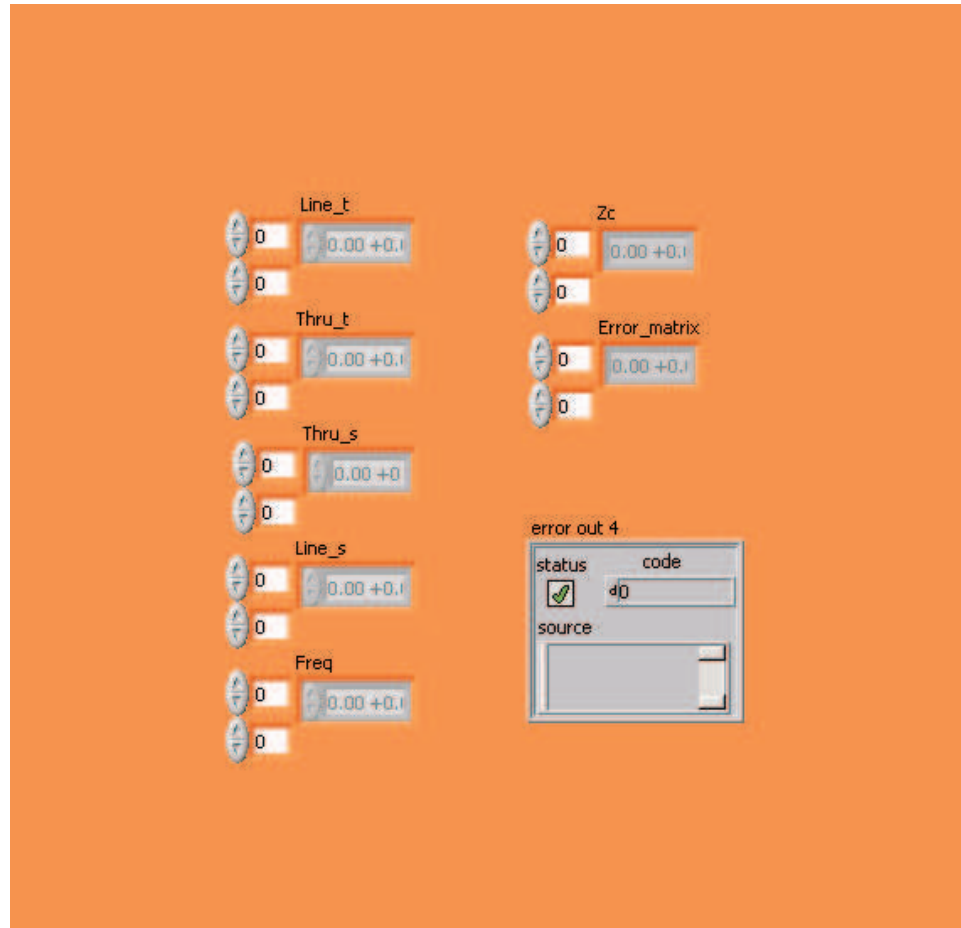 Line_t
0
0.00 +0.
0
Thru_t
0
0.00 +0.
0
Thru_s
0
0.00 +0
0
Line_s
0
0.00 +0.
0
Freq
0
0.00 +0.
0
Zc
0
0.00 +0.
0
Error_matrix
0
0.00 +0.
0
error out 4
status
code
d0
source